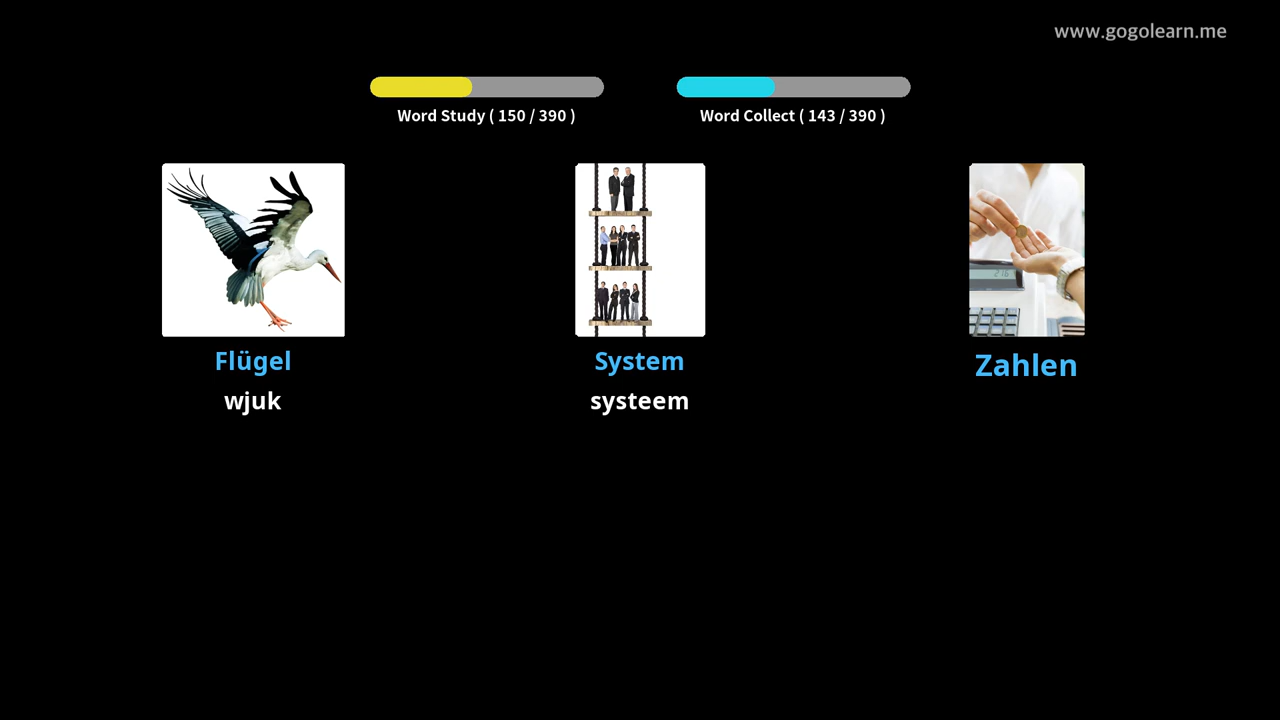 www.gogolearn.me
Word Study ( 150 / 390 )
Word Collect ( 143 / 390 )
Flügel
wjuk
System
systeem
Zahlen